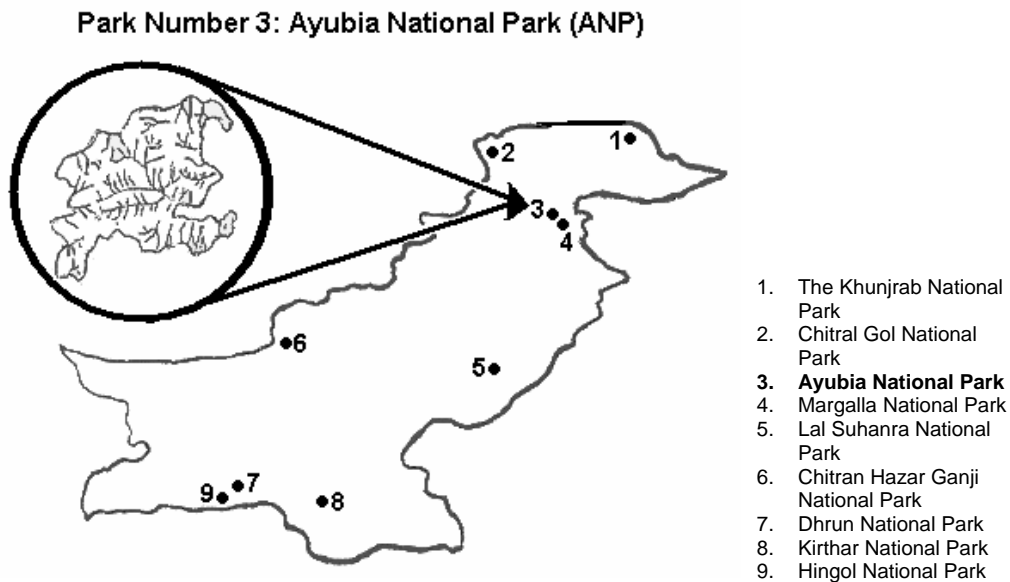 Park Number 3: Ayubia National Park (ANP)
1
2
3
4
5
6
7
8
9
1. The Khunjrab National
Park
2. Chitral Gol National
Park
3. Ayubia National Park
4. Margalla National Park
5. Lal Suhanra National
Park
6. Chitran Hazar Ganji
National Park
7. Dhrun National Park
8. Kirthar National Park
9. Hingol National Park